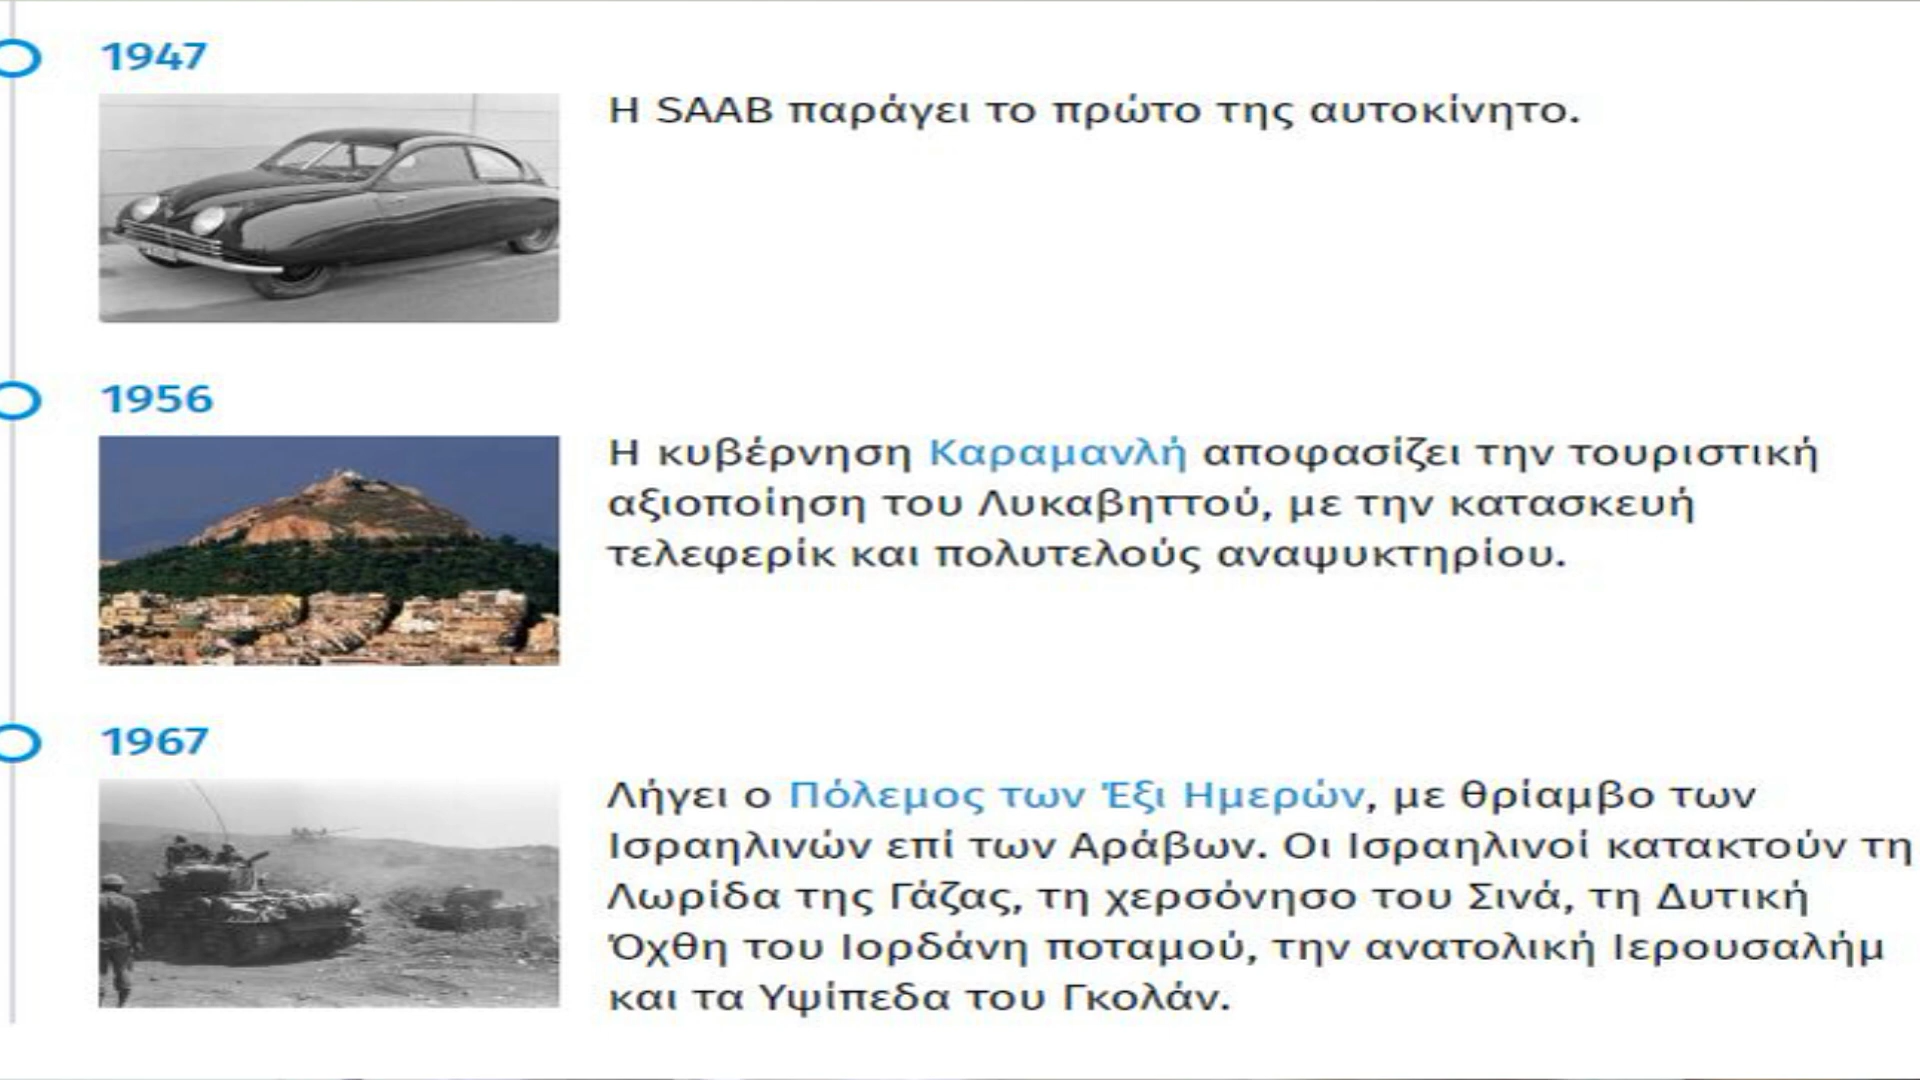 1947
Η SAAB παράγει το πρώτο της αυτοκίνητο.
1956
Η κυβέρνηση Καραμανλή αποφασίζει την τουριστική
αξιοποίηση του Λυκαβηττού, με την κατασκευή
τελεφερίκ και πολυτελούς αναψυκτηρίου.
1967
Λήγει ο Πόλεμος των Έξι Ημερών, με θρίαμβο των
Ισραηλινών επί των Αράβων. Οι Ισραηλινοί κατακτούν τη
Λωρίδα της Γάζας, τη χερσόνησο του Σινά, τη Δυτική
Όχθη του Ιορδάνη ποταμού, την ανατολική Ιερουσαλήμ
και τα Υψίπεδα του Γκολάν.